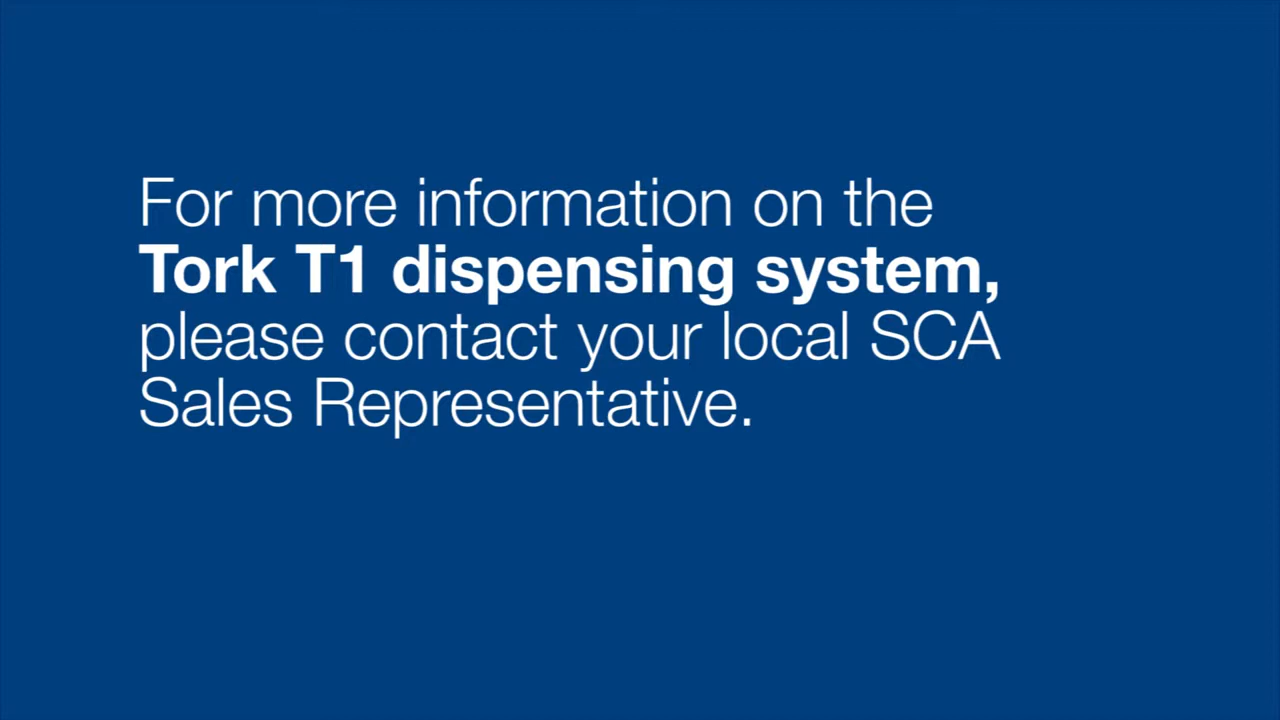 For more information on the
Tork T1 dispensing system,
please contact your local SCA
Sales Representative.